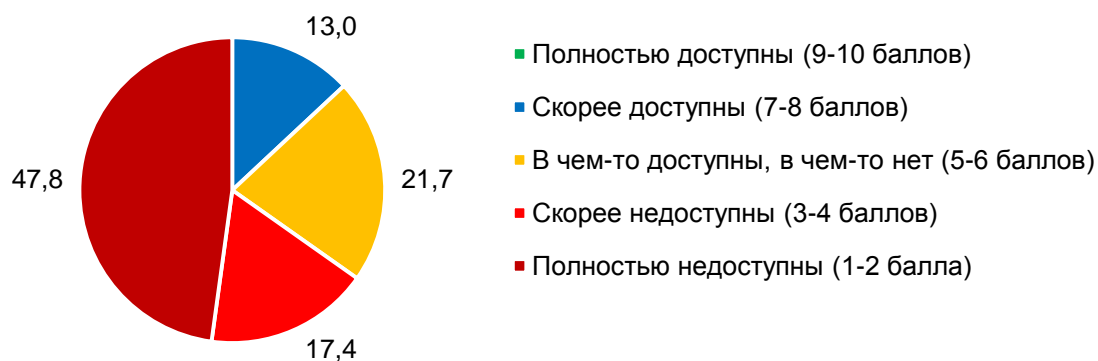 13,0
21,7
17,4
47,8
Полностью доступны (9-10 баллов)
Скорее доступны (7-8 баллов)
В чем-то доступны, в чем-то нет (5-6 баллов)
Скорее недоступны (3-4 баллов)
Полностью недоступны (1-2 балла)